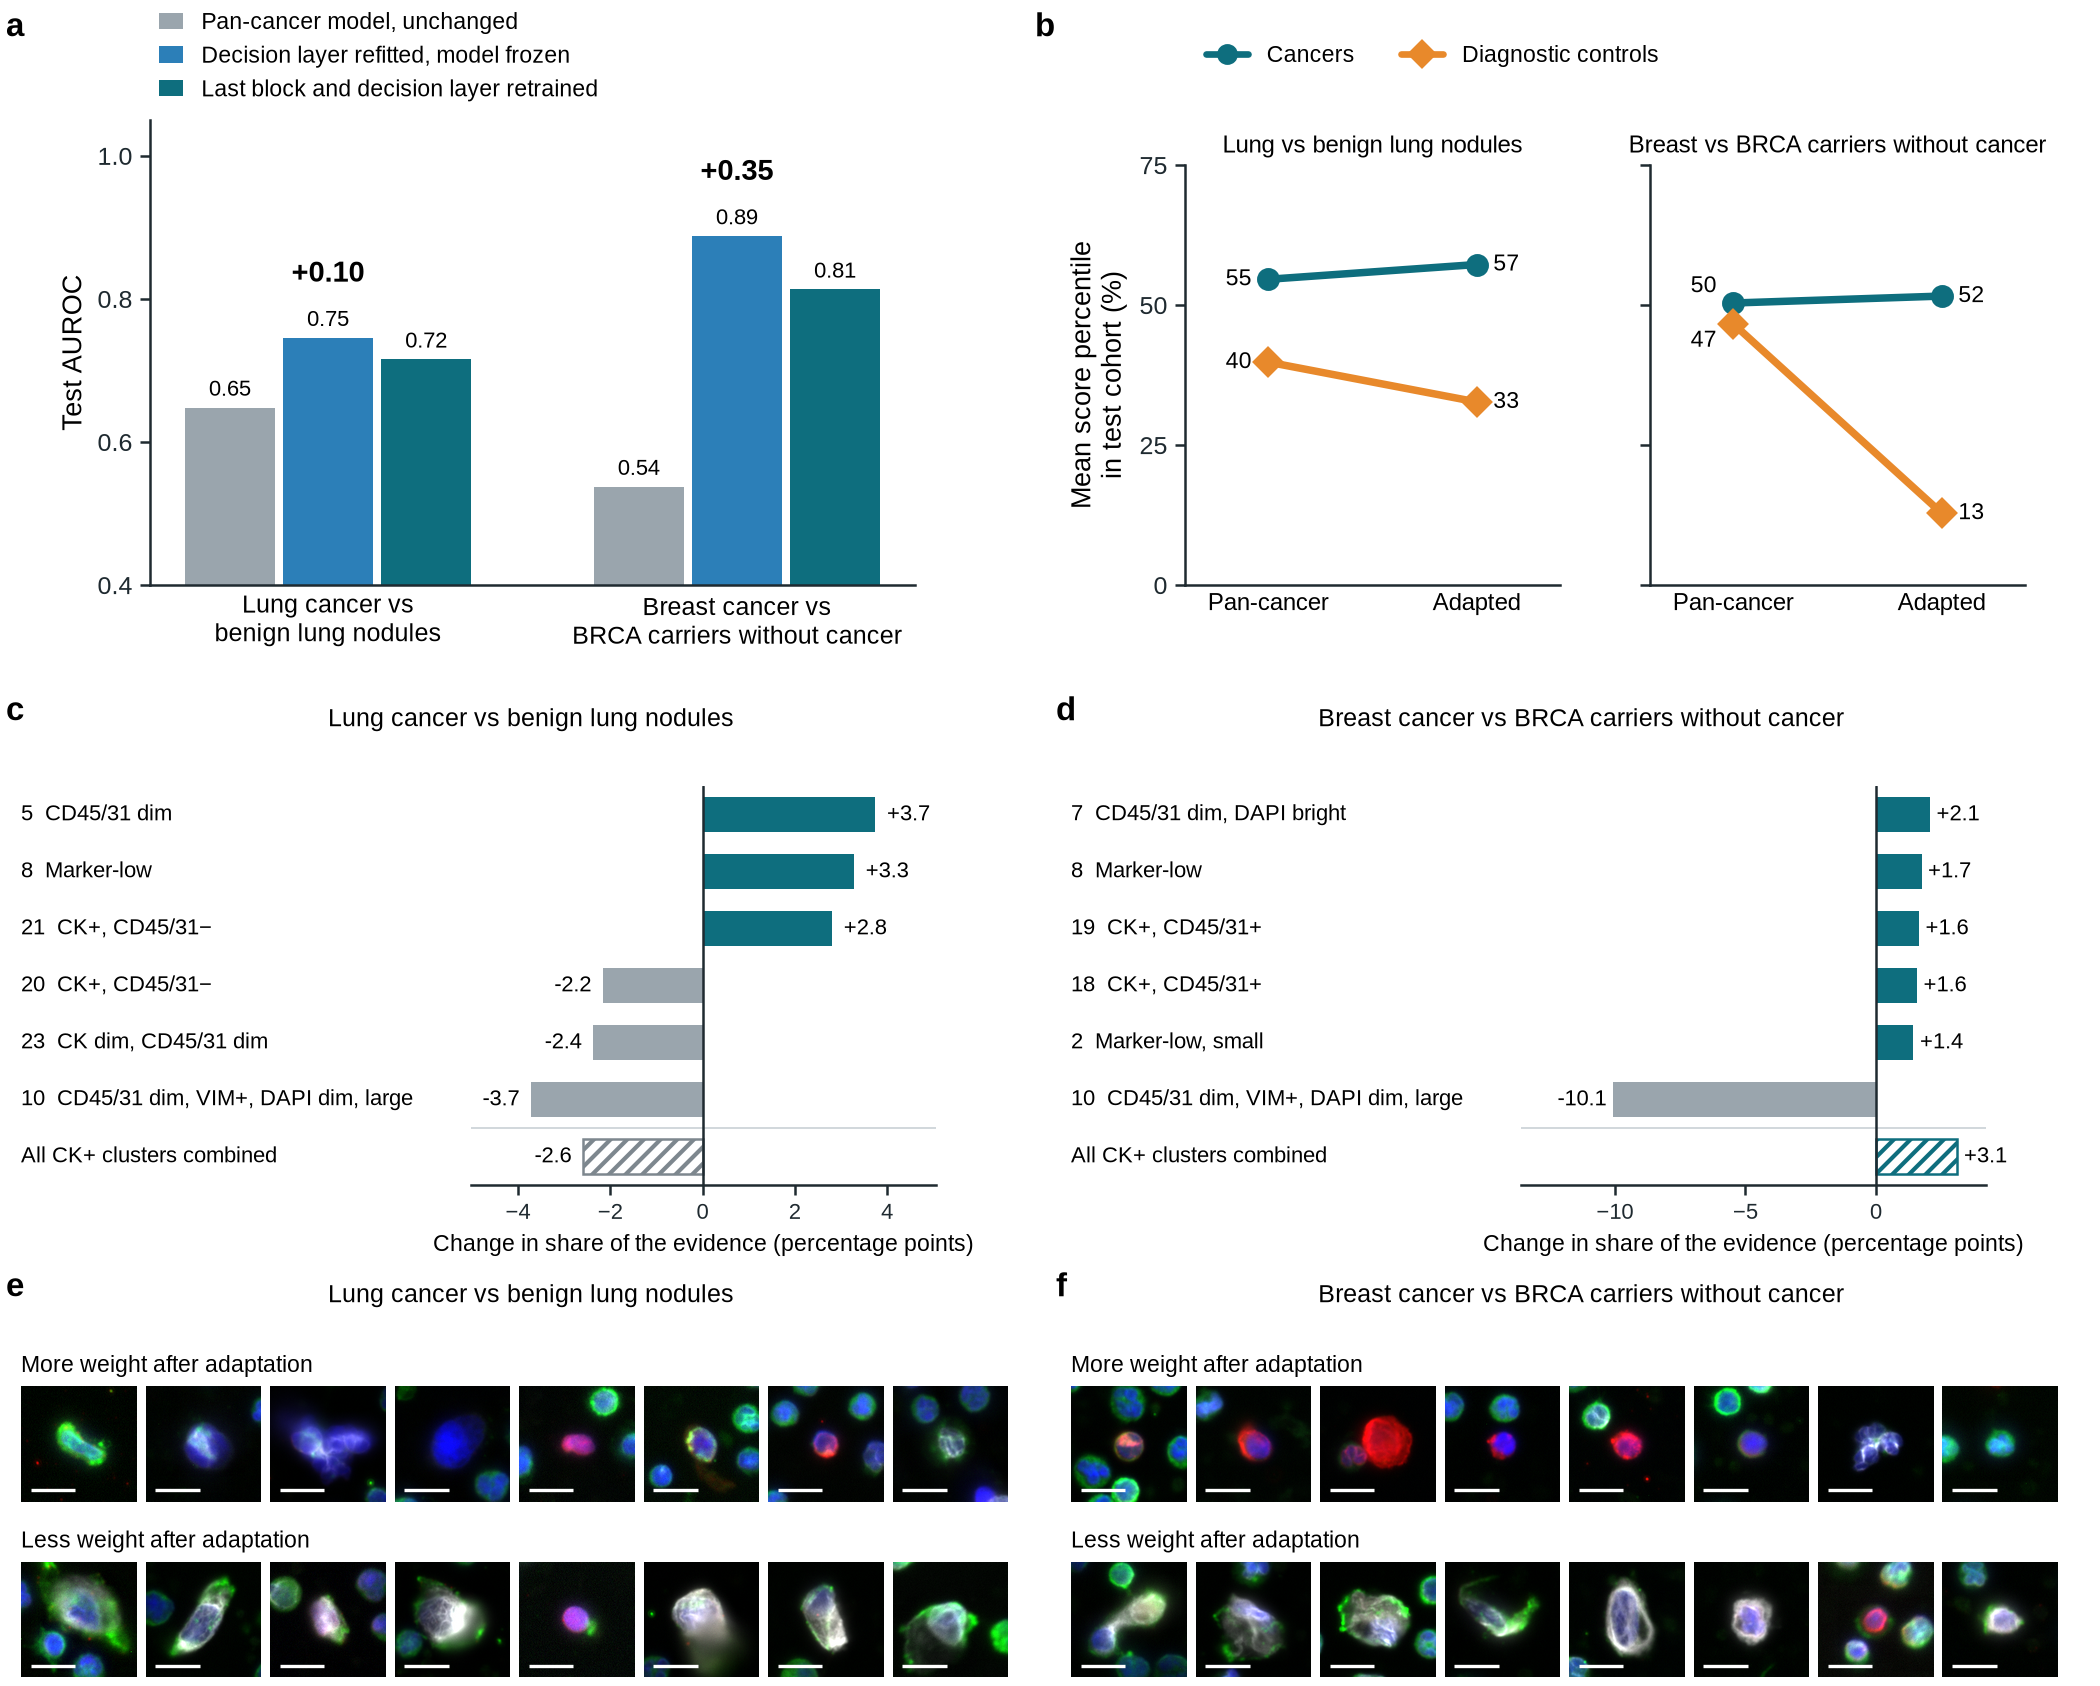 a
Pan-cancer model, unchanged
Decision layer refitted, model frozen
Last block and decision layer retrained
Test AUROC
1.0
0.8
0.6
0.4
+0.10
0.65
0.75
0.72
+0.35
0.54
0.89
0.81
Lung cancer vs
benign lung nodules
Breast cancer vs
BRCA carriers without cancer
b
Cancers
Diagnostic controls
Mean score percentile
in test cohort (%)
Lung vs benign lung nodules
75
50
25
0
55
57
40
33
Pan-cancer
Adapted
Breast vs BRCA carriers without cancer
50
52
47
13
Pan-cancer
Adapted
c
Lung cancer vs benign lung nodules
5 CD45/31 dim
+3.7
8 Marker-low
+3.3
21 CK+, CD45/31−
+2.8
20 CK+, CD45/31−
-2.2
23 CK dim, CD45/31 dim
-2.4
10 CD45/31 dim, VIM+, DAPI dim, large
-3.7
All CK+ clusters combined
-2.6
−4
−2
0
2
4
Change in share of the evidence (percentage points)
d
Breast cancer vs BRCA carriers without cancer
7 CD45/31 dim, DAPI bright
+2.1
8 Marker-low
+1.7
19 CK+, CD45/31+
+1.6
18 CK+, CD45/31+
+1.6
2 Marker-low, small
+1.4
10 CD45/31 dim, VIM+, DAPI dim, large
-10.1
All CK+ clusters combined
+3.1
−10
−5
0
Change in share of the evidence (percentage points)
e
Lung cancer vs benign lung nodules
More weight after adaptation
Less weight after adaptation
f
Breast cancer vs BRCA carriers without cancer
More weight after adaptation
Less weight after adaptation